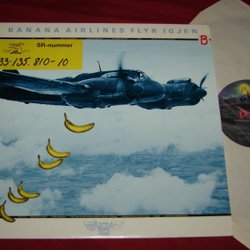 BANANA AIRLINES FLYR IGJEN
B.
SR-nummer
33.135.810-10